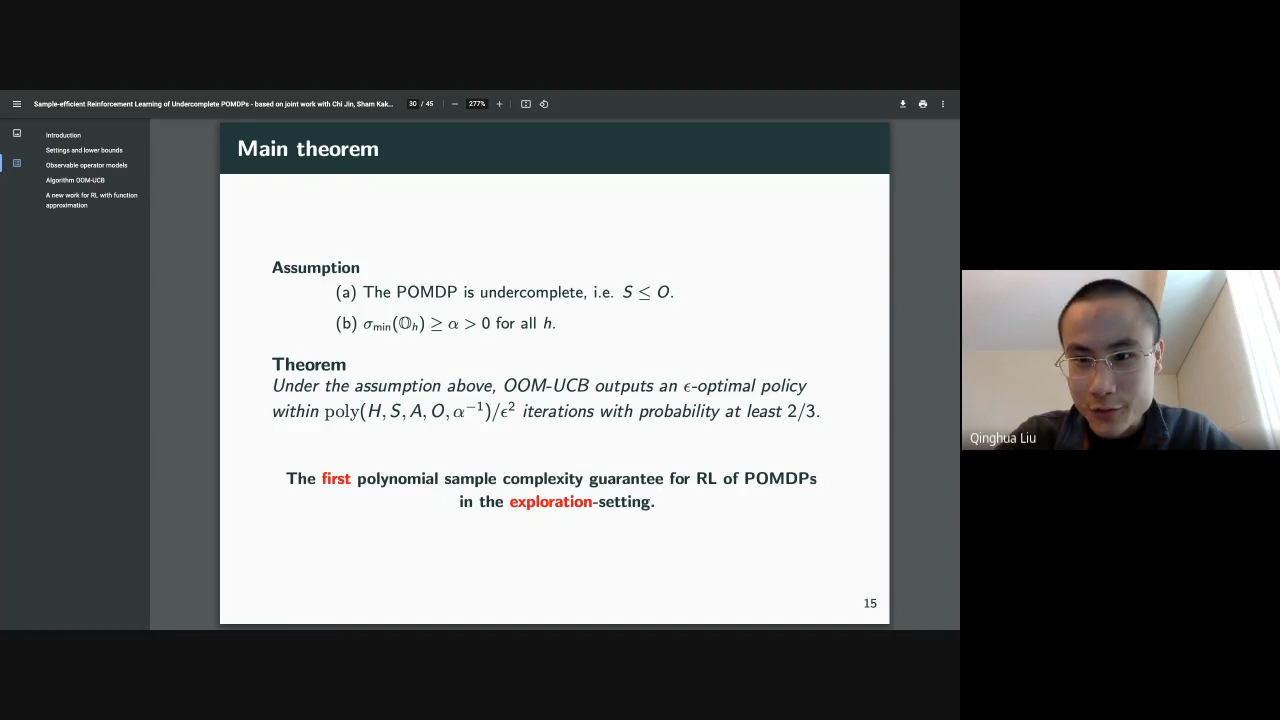 Sample-efficient Reinforcement Learning of Undercomplete POMDPs - based on joint work with Chi Jin, Sham Kak...
30 / 45
277%
Introduction
Settings and lower bounds
Observable operator models
Algorithm OOM-UCB
A new work for RL with function
approximation
Main theorem
Assumption
(a) The POMDP is undercomplete, i.e. S ≤ O.
(b) σ_min(𝕆_h) ≥ α > 0 for all h.
Theorem
Under the assumption above, OOM-UCB outputs an ϵ-optimal policy
within poly(H, S, A, O, α⁻¹)/ϵ² iterations with probability at least 2/3.
The first polynomial sample complexity guarantee for RL of POMDPs
in the exploration-setting.
15
Qinghua Liu